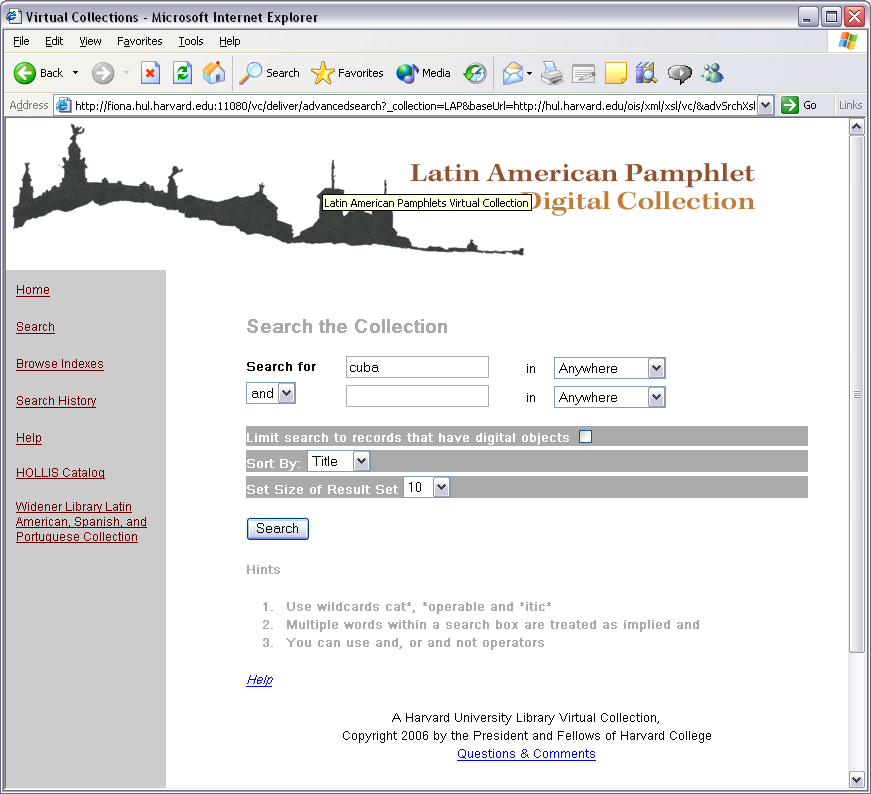 Virtual Collections - Microsoft Internet Explorer
File Edit View Favorites Tools Help
Back Search Favorites Media
Address http://fiona.hul.harvard.edu:11080/vc/deliver/advancedsearch?_collection=LAP&baseUrl=http://hul.harvard.edu/ois/xml/xsl/vc/&advSrchXsl Go Links
Latin American Pamphlet
Digital Collection
Latin American Pamphlets Virtual Collection
Home
Search
Browse Indexes
Search History
Help
HOLLIS Catalog
Widener Library Latin
American, Spanish, and
Portuguese Collection
Search the Collection
Search for cuba in Anywhere
and in Anywhere
Limit search to records that have digital objects
Sort By: Title
Set Size of Result Set 10
Search
Hints
1. Use wildcards cat*, *operable and *itic*
2. Multiple words within a search box are treated as implied and
3. You can use and, or and not operators
Help
A Harvard University Library Virtual Collection,
Copyright 2006 by the President and Fellows of Harvard College
Questions & Comments